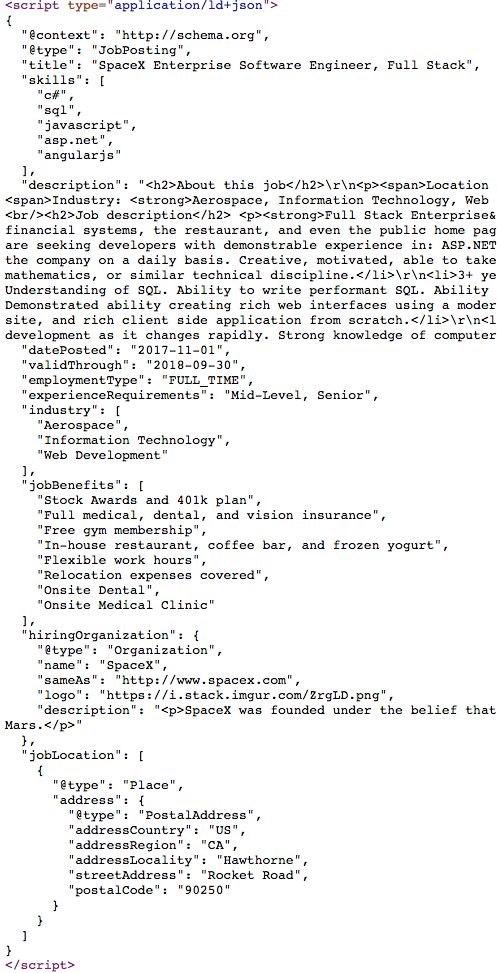 <script type="application/ld+json">
{
  "@context": "http://schema.org",
  "@type": "JobPosting",
  "title": "SpaceX Enterprise Software Engineer, Full Stack",
  "skills": [
    "c#",
    "sql",
    "javascript",
    "asp.net",
    "angularjs"
  ],
  "description": "<h2>About this job</h2>\r\n<p><span>Location
<span>Industry: <strong>Aerospace, Information Technology, Web
<br/><h2>Job description</h2> <p><strong>Full Stack Enterprise&
financial systems, the restaurant, and even the public home pag
are seeking developers with demonstrable experience in: ASP.NET
the company on a daily basis. Creative, motivated, able to take
mathematics, or similar technical discipline.</li>\r\n<li>3+ ye
Understanding of SQL. Ability to write performant SQL. Ability
Demonstrated ability creating rich web interfaces using a moder
site, and rich client side application from scratch.</li>\r\n<l
development as it changes rapidly. Strong knowledge of computer
  "datePosted": "2017-11-01",
  "validThrough": "2018-09-30",
  "employmentType": "FULL_TIME",
  "experienceRequirements": "Mid-Level, Senior",
  "industry": [
    "Aerospace",
    "Information Technology",
    "Web Development"
  ],
  "jobBenefits": [
    "Stock Awards and 401k plan",
    "Full medical, dental, and vision insurance",
    "Free gym membership",
    "In-house restaurant, coffee bar, and frozen yogurt",
    "Flexible work hours",
    "Relocation expenses covered",
    "Onsite Dental",
    "Onsite Medical Clinic"
  ],
  "hiringOrganization": {
    "@type": "Organization",
    "name": "SpaceX",
    "sameAs": "http://www.spacex.com",
    "logo": "https://i.stack.imgur.com/ZrgLD.png",
    "description": "<p>SpaceX was founded under the belief that
Mars.</p>"
  },
  "jobLocation": [
    {
      "@type": "Place",
      "address": {
        "@type": "PostalAddress",
        "addressCountry": "US",
        "addressRegion": "CA",
        "addressLocality": "Hawthorne",
        "streetAddress": "Rocket Road",
        "postalCode": "90250"
      }
    }
  ]
}
</script>